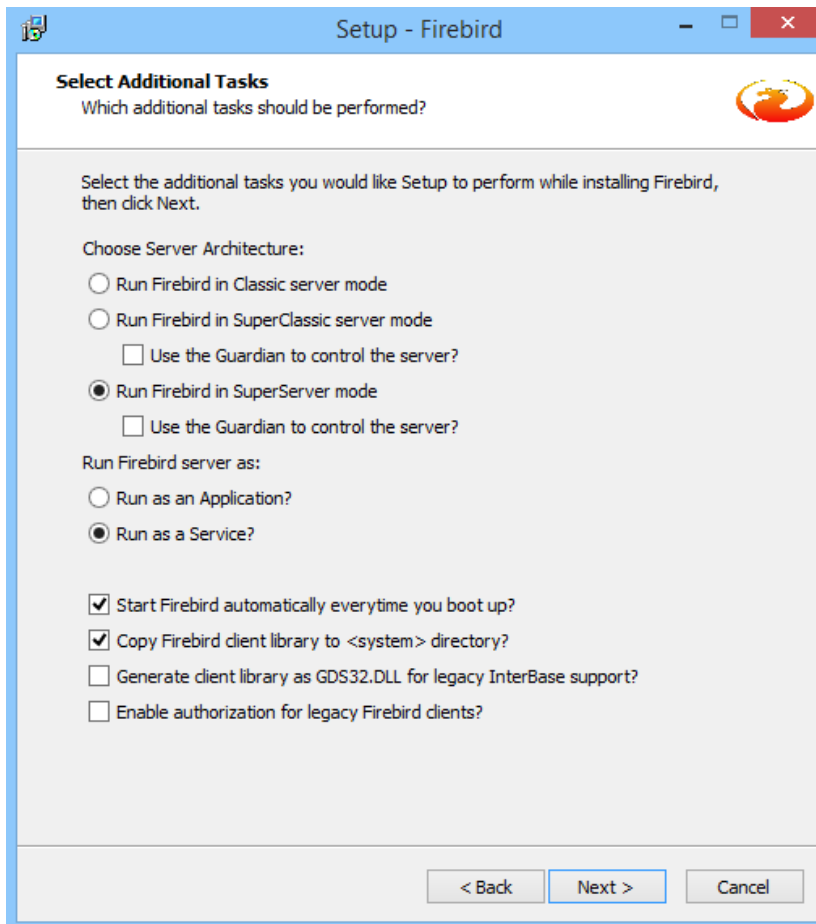 Setup - Firebird
Select Additional Tasks
Which additional tasks should be performed?
Select the additional tasks you would like Setup to perform while installing Firebird,
then click Next.
Choose Server Architecture:
Run Firebird in Classic server mode
Run Firebird in SuperClassic server mode
Use the Guardian to control the server?
Run Firebird in SuperServer mode
Use the Guardian to control the server?
Run Firebird server as:
Run as an Application?
Run as a Service?
Start Firebird automatically everytime you boot up?
Copy Firebird client library to <system> directory?
Generate client library as GDS32.DLL for legacy InterBase support?
Enable authorization for legacy Firebird clients?
< Back Next > Cancel